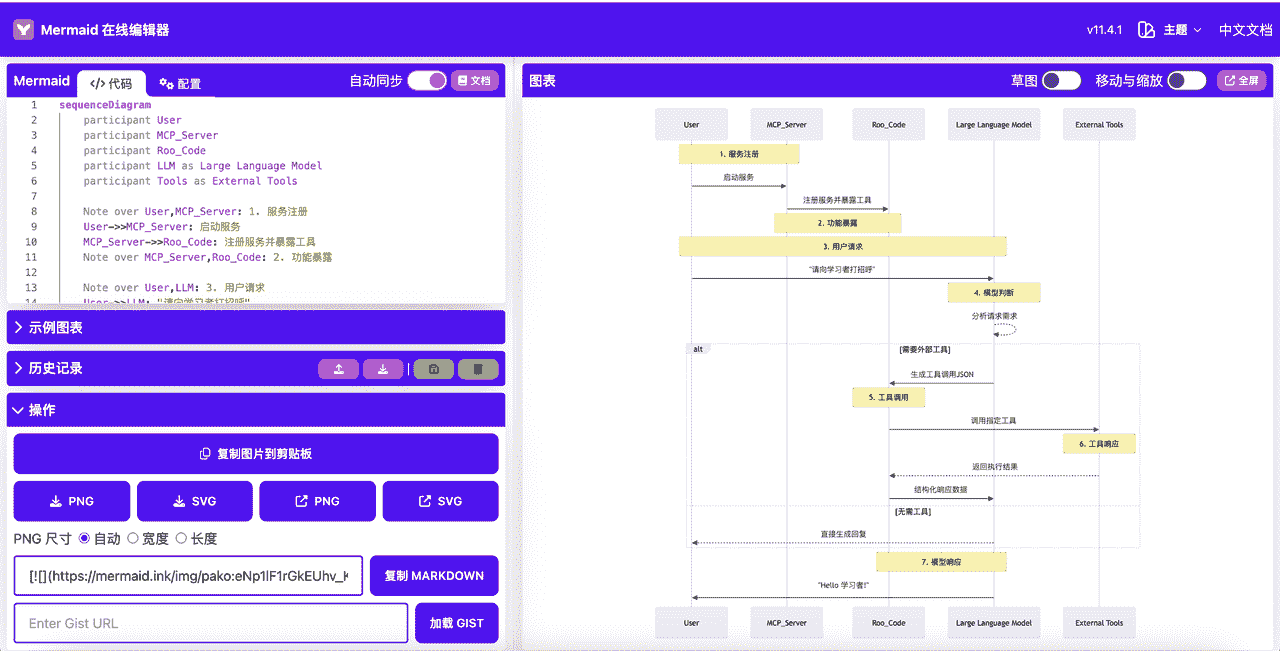 Mermaid 在线编辑器
v11.4.1 主题 中文文档
Mermaid 代码 配置 自动同步 文档
1 sequenceDiagram
2 participant User
3 participant MCP_Server
4 participant Roo_Code
5 participant LLM as Large Language Model
6 participant Tools as External Tools
7
8 Note over User,MCP_Server: 1. 服务注册
9 User->>MCP_Server: 启动服务
10 MCP_Server->>Roo_Code: 注册服务并暴露工具
11 Note over MCP_Server,Roo_Code: 2. 功能暴露
12
13 Note over User,LLM: 3. 用户请求
14 User->>LLM: "请向学习者打招呼"
示例图表
历史记录
操作
复制图片到剪贴板
PNG SVG PNG SVG
PNG 尺寸 自动 宽度 长度
[![](https://mermaid.ink/img/pako:eNp1lF1rGkEUhv_
复制 MARKDOWN
Enter Gist URL
加载 GIST
图表 草图 移动与缩放 全屏
User MCP_Server Roo_Code Large Language Model External Tools
1. 服务注册
启动服务
注册服务并暴露工具
2. 功能暴露
3. 用户请求
"请向学习者打招呼"
4. 模型判断
分析请求需求
alt [需要外部工具]
生成工具调用JSON
5. 工具调用
调用指定工具
6. 工具响应
返回执行结果
结构化响应数据
[无需工具]
直接生成回复
7. 模型响应
"Hello 学习者!"
User MCP_Server Roo_Code Large Language Model External Tools